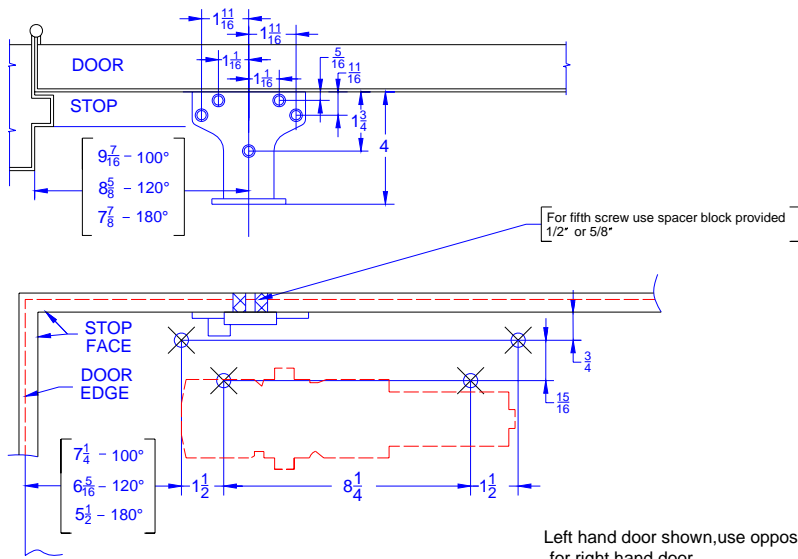 1 11/16
1 11/16
DOOR
1 1/16
1 1/16
5/16
11/16
STOP
1 3/4
4
9 7/16 – 100°
8 5/8 – 120°
7 7/8 – 180°
For fifth screw use spacer block provided
1/2" or 5/8"
STOP
FACE
3/4
DOOR
EDGE
15/16
7 1/4 – 100°
6 5/16 – 120°
5 1/2 – 180°
1 1/2
8 1/4
1 1/2
Left hand door shown,use oppos
for right hand door